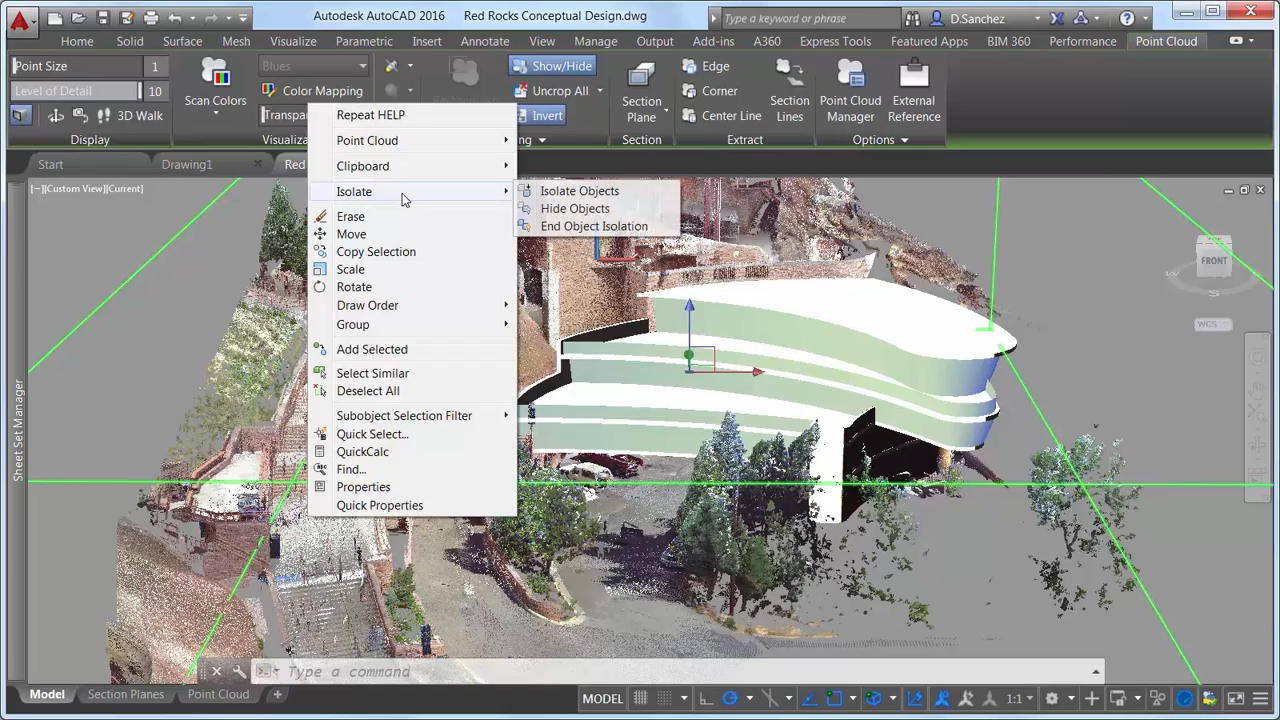 Autodesk AutoCAD 2016 Red Rocks Conceptual Design.dwg
Type a keyword or phrase
D.Sanchez
Home Solid Surface Mesh Visualize Parametric Insert Annotate View Manage Output Add-ins A360 Express Tools Featured Apps BIM 360 Performance Point Cloud
Point Size 1
Level of Detail 10
3D Walk
Display
Scan Colors
Blues
Color Mapping
Show/Hide
Uncrop All
Invert
Section Plane
Section
Edge
Corner
Center Line
Section Lines
Extract
Point Cloud Manager
External Reference
Options
Start Drawing1 Red
[−][Custom View][Current]
Repeat HELP
Point Cloud
Clipboard
Isolate
Erase
Move
Copy Selection
Scale
Rotate
Draw Order
Group
Add Selected
Select Similar
Deselect All
Subobject Selection Filter
Quick Select...
QuickCalc
Find...
Properties
Quick Properties
Isolate Objects
Hide Objects
End Object Isolation
FRONT
W
S
WCS
Sheet Set Manager
Type a command
Model Section Planes Point Cloud +
MODEL
1:1